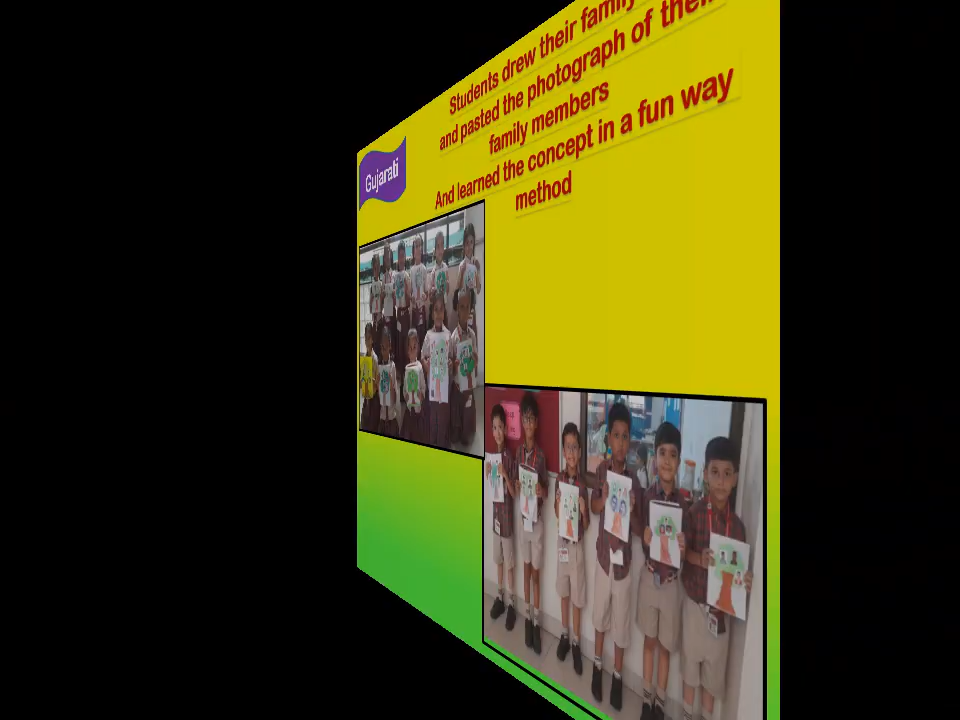 Students drew their family
and pasted the photograph of their
family members
And learned the concept in a fun way
method
Gujarati